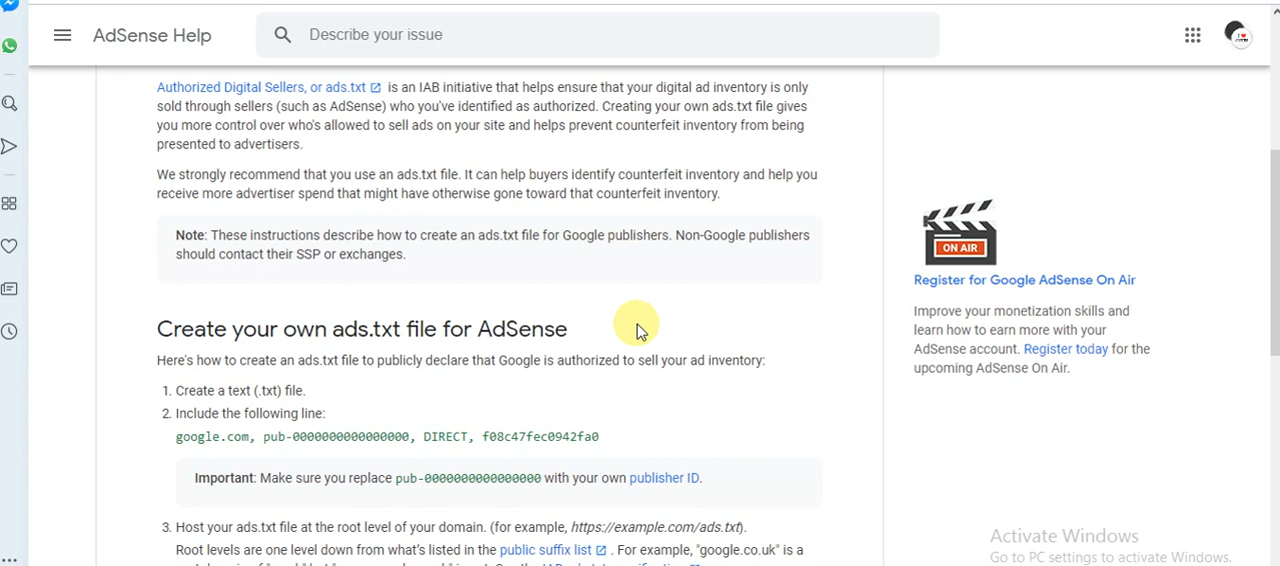 AdSense Help
Describe your issue
Authorized Digital Sellers, or ads.txt is an IAB initiative that helps ensure that your digital ad inventory is only
sold through sellers (such as AdSense) who you've identified as authorized. Creating your own ads.txt file gives
you more control over who's allowed to sell ads on your site and helps prevent counterfeit inventory from being
presented to advertisers.
We strongly recommend that you use an ads.txt file. It can help buyers identify counterfeit inventory and help you
receive more advertiser spend that might have otherwise gone toward that counterfeit inventory.
Note: These instructions describe how to create an ads.txt file for Google publishers. Non-Google publishers
should contact their SSP or exchanges.
Create your own ads.txt file for AdSense
Here's how to create an ads.txt file to publicly declare that Google is authorized to sell your ad inventory:
1. Create a text (.txt) file.
2. Include the following line:
google.com, pub-0000000000000000, DIRECT, f08c47fec0942fa0
Important: Make sure you replace pub-0000000000000000 with your own publisher ID.
3. Host your ads.txt file at the root level of your domain. (for example, https://example.com/ads.txt).
Root levels are one level down from what's listed in the public suffix list . For example, "google.co.uk" is a
ON AIR
Register for Google AdSense On Air
Improve your monetization skills and
learn how to earn more with your
AdSense account. Register today for the
upcoming AdSense On Air.
Activate Windows
Go to PC settings to activate Windows.